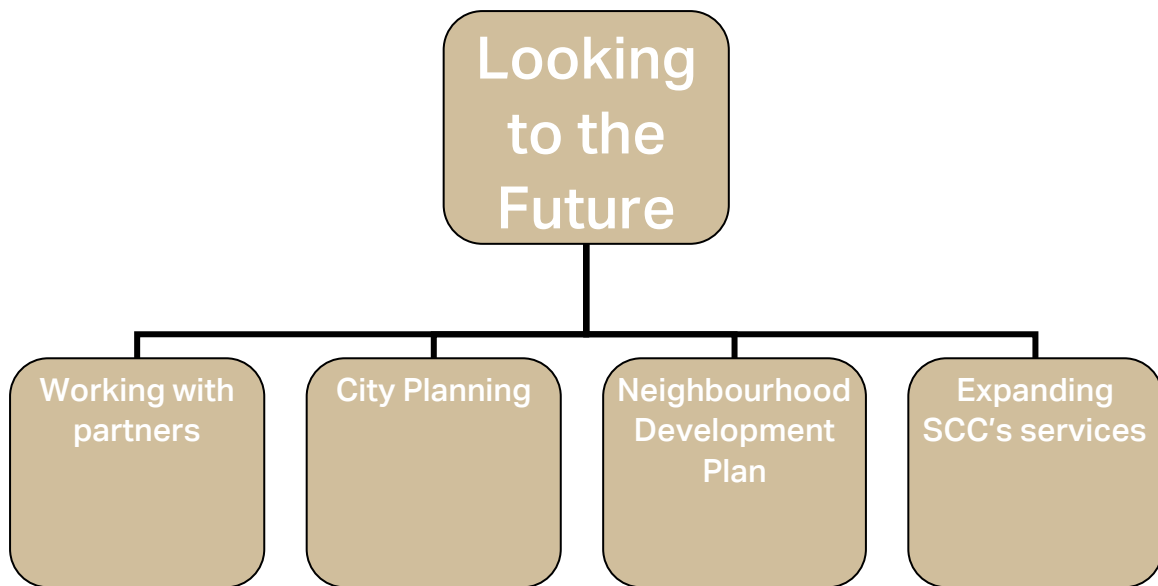 Looking
to the
Future
Working with
partners
City Planning
Neighbourhood
Development
Plan
Expanding
SCC's services